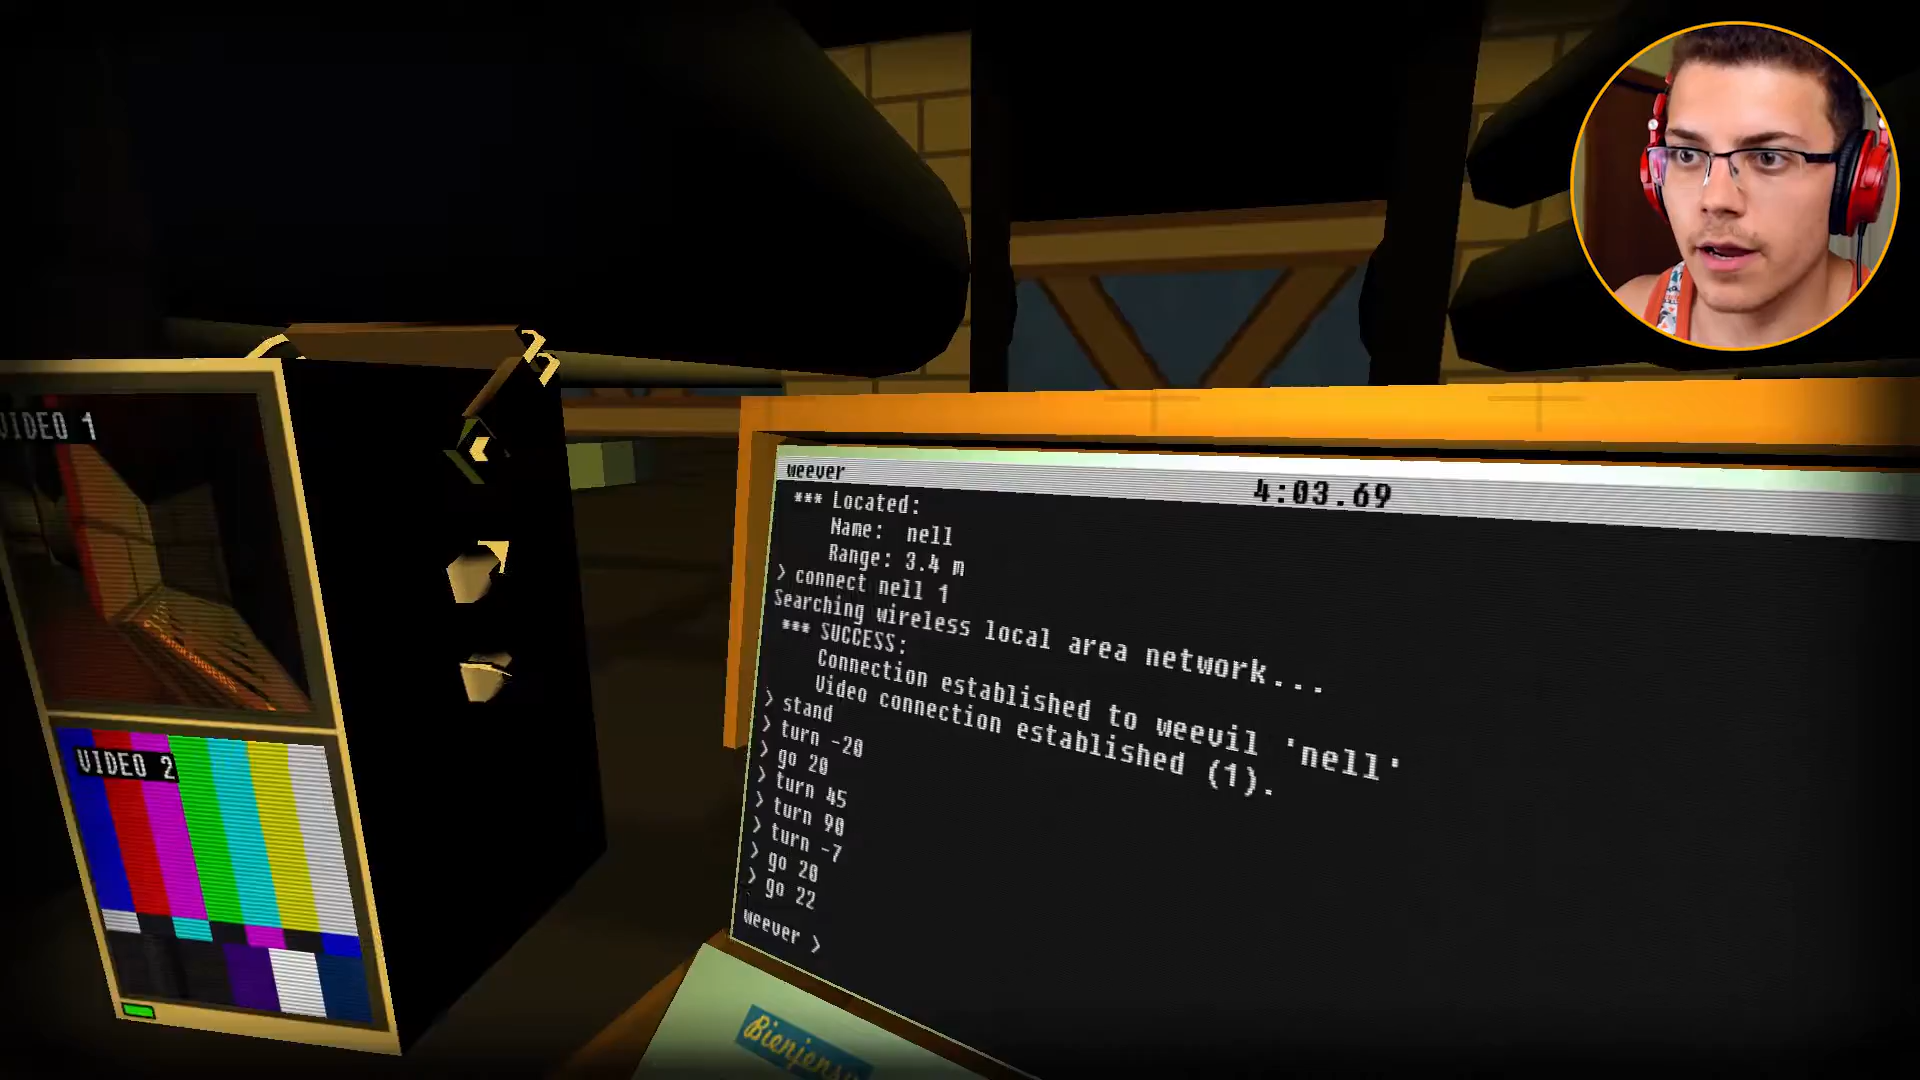 VIDEO 1
VIDEO 2
weever
4:03.69
*** Located:
Name: nell
Range: 3.4 m
> connect nell 1
Searching wireless local area network...
*** SUCCESS:
Connection established to weevil 'nell'
Video connection established (1).
> stand
> turn -20
> go 20
> turn 45
> turn 90
> turn -7
> go 20
> go 22
weever >